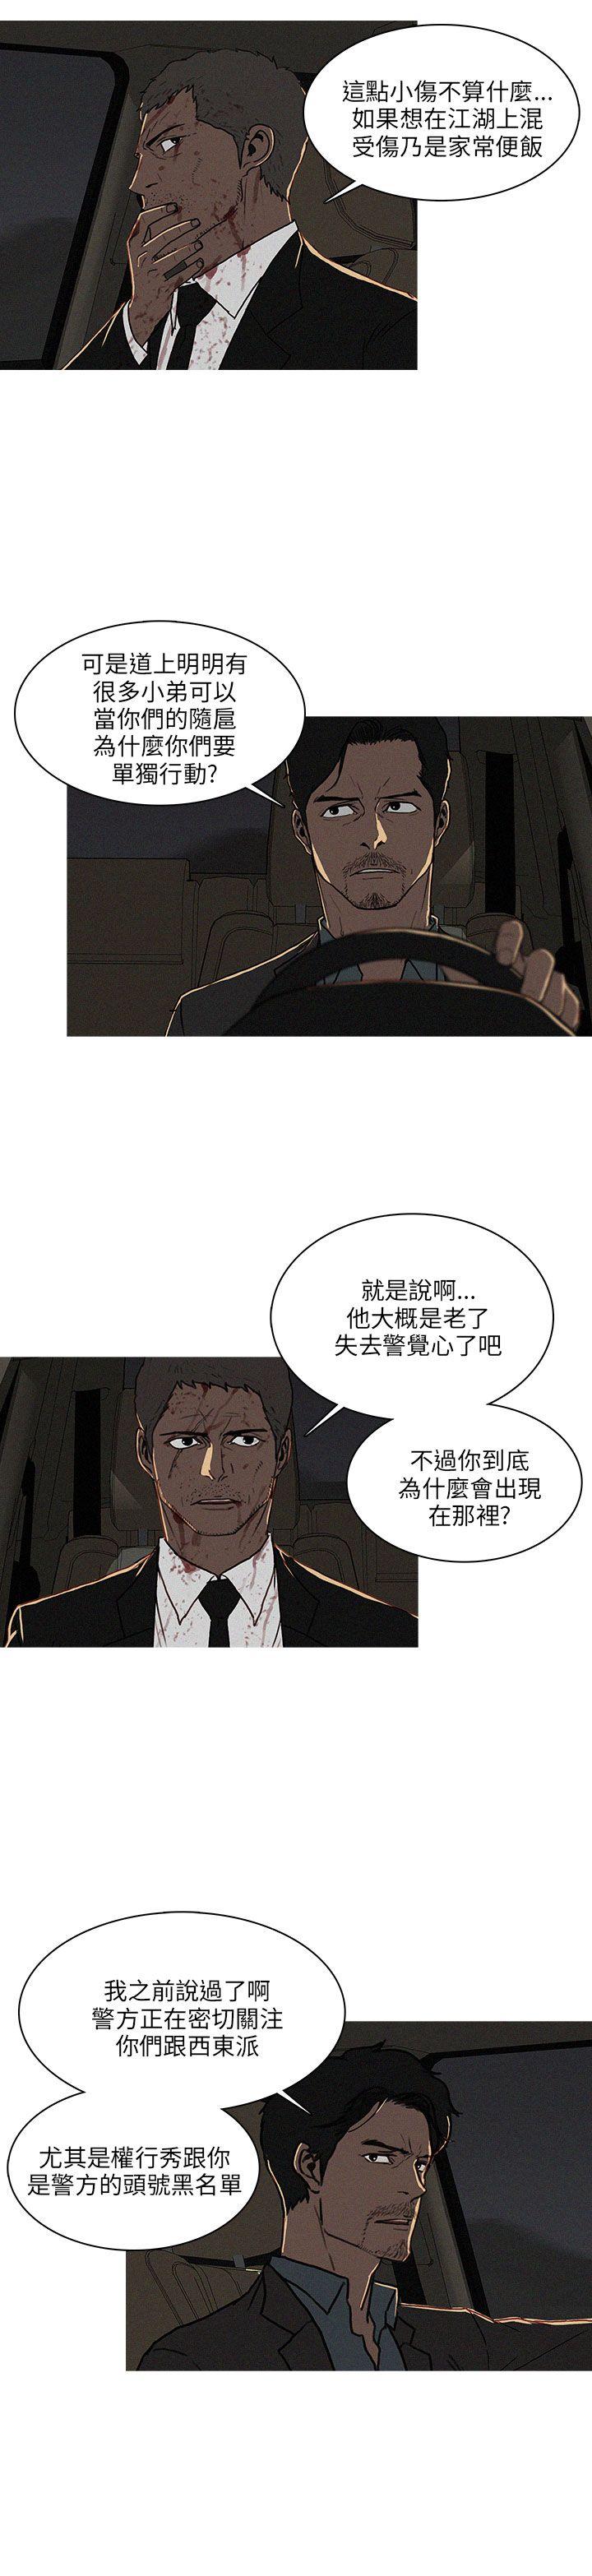 這點小傷不算什麼...
如果想在江湖上混
受傷乃是家常便飯
可是道上明明有
很多小弟可以
當你們的隨扈
為什麼你們要
單獨行動?
就是說啊...
他大概是老了
失去警覺心了吧
不過你到底
為什麼會出現
在那裡?
我之前說過了啊
警方正在密切關注
你們跟西東派
尤其是權行秀跟你
是警方的頭號黑名單